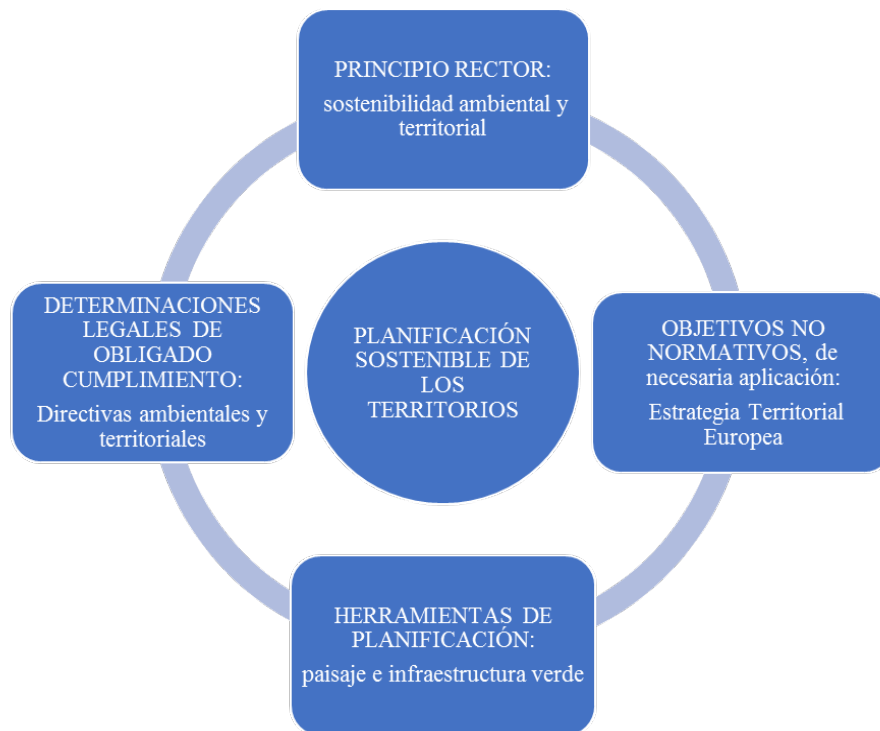 PRINCIPIO RECTOR:
sostenibilidad ambiental y
territorial
DETERMINACIONES
LEGALES DE
OBLIGADO
CUMPLIMIENTO:
Directivas ambientales y
territoriales
PLANIFICACIÓN
SOSTENIBLE DE
LOS
TERRITORIOS
OBJETIVOS NO
NORMATIVOS, de
necesaria aplicación:
Estrategia Territorial
Europea
HERRAMIENTAS DE
PLANIFICACIÓN:
paisaje e infraestructura verde